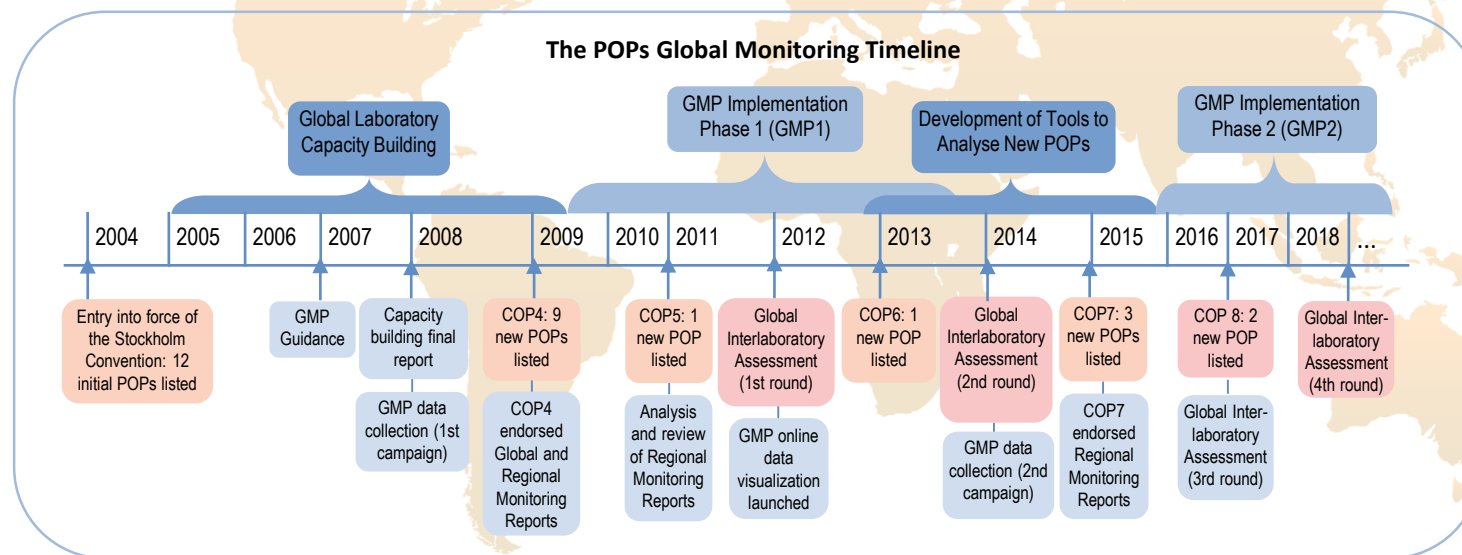 The POPs Global Monitoring Timeline
Global Laboratory
Capacity Building
GMP Implementation
Phase 1 (GMP1)
Development of Tools to
Analyse New POPs
GMP Implementation
Phase 2 (GMP2)
2004
2005
2006
2007
2008
2009
2010
2011
2012
2013
2014
2015
2016
2017
2018
...
Entry into force of
the Stockholm
Convention: 12
initial POPs listed
GMP
Guidance
Capacity
building final
report
GMP data
collection (1st
campaign)
COP4: 9
new POPs
listed
COP4
endorsed
Global and
Regional
Monitoring
Reports
COP5: 1
new POP
listed
Analysis
and review
of Regional
Monitoring
Reports
Global
Interlaboratory
Assessment
(1st round)
GMP online
data
visualization
launched
COP6: 1
new POP
listed
Global
Interlaboratory
Assessment
(2nd round)
GMP data
collection (2nd
campaign)
COP7: 3
new POPs
listed
COP7
endorsed
Regional
Monitoring
Reports
COP 8: 2
new POP
listed
Global Inter-
laboratory
Assessment
(3rd round)
Global Inter-
laboratory
Assessment
(4th round)